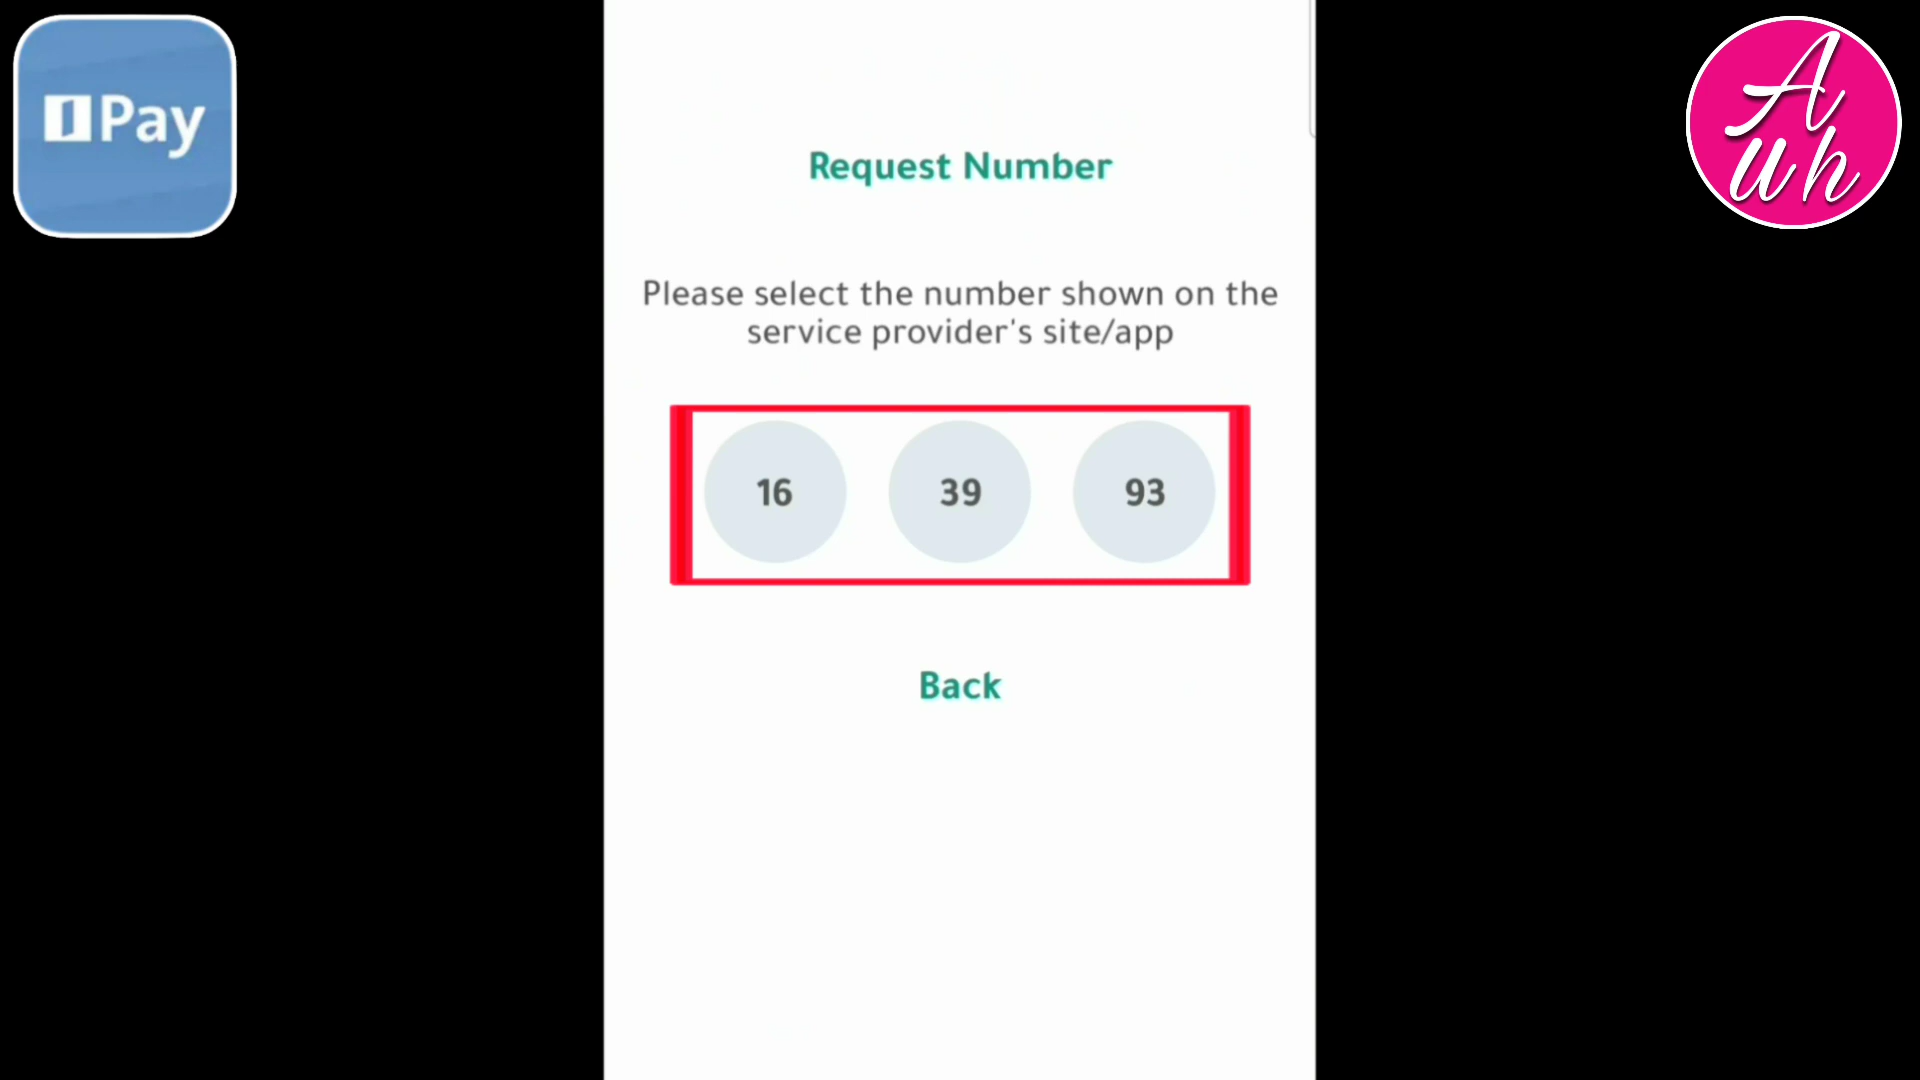 Pay
A
uh
Request Number
Please select the number shown on the
service provider's site/app
16 39 93
Back